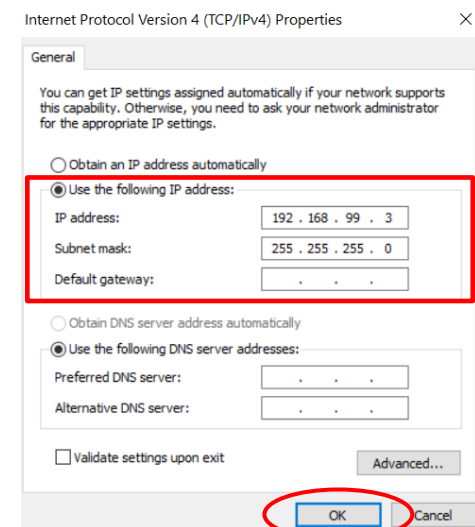 Internet Protocol Version 4 (TCP/IPv4) Properties
General
You can get IP settings assigned automatically if your network supports
this capability. Otherwise, you need to ask your network administrator
for the appropriate IP settings.
Obtain an IP address automatically
Use the following IP address:
IP address: 192 . 168 . 99 . 3
Subnet mask: 255 . 255 . 255 . 0
Default gateway: . . .
Obtain DNS server address automatically
Use the following DNS server addresses:
Preferred DNS server: . . .
Alternative DNS server: . . .
Validate settings upon exit
Advanced...
OK Cancel